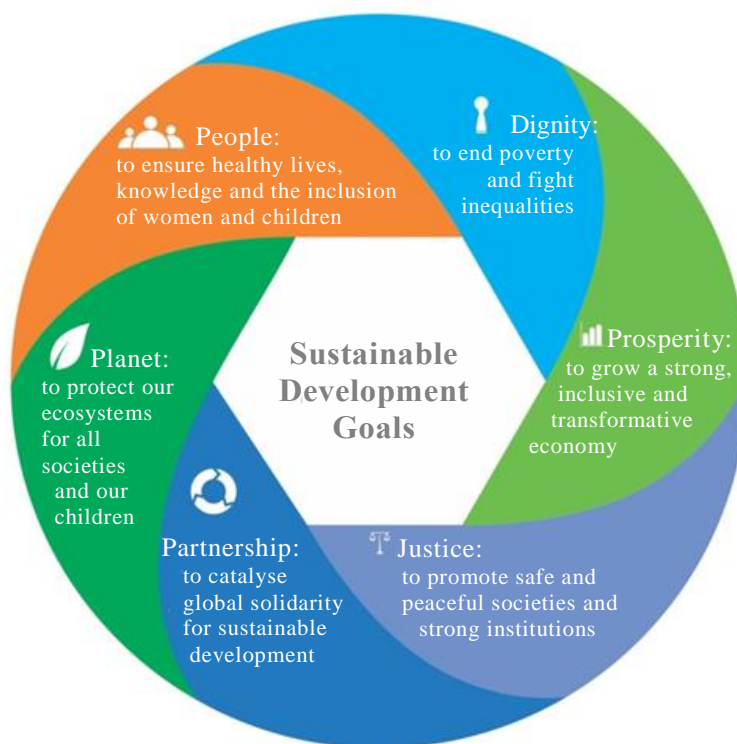 Sustainable
Development
Goals
Dignity:
to end poverty
and fight
inequalities
Prosperity:
to grow a strong,
inclusive and
transformative
economy
Justice:
to promote safe and
peaceful societies and
strong institutions
Partnership:
to catalyse
global solidarity
for sustainable
development
Planet:
to protect our
ecosystems
for all
societies
and our
children
People:
to ensure healthy lives,
knowledge and the inclusion
of women and children